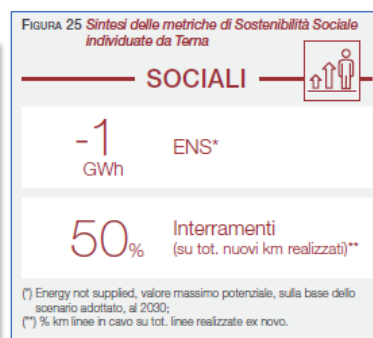 FIGURA 25 Sintesi delle metriche di Sostenibilità Sociale
individuate da Terna
SOCIALI
-1
GWh
ENS*
50%
Interramenti
(su tot. nuovi km realizzati)**
(*) Energy not supplied, valore massimo potenziale, sulla base dello
scenario adottato, al 2030;
(**) % km linee in cavo su tot. linee realizzate ex novo.